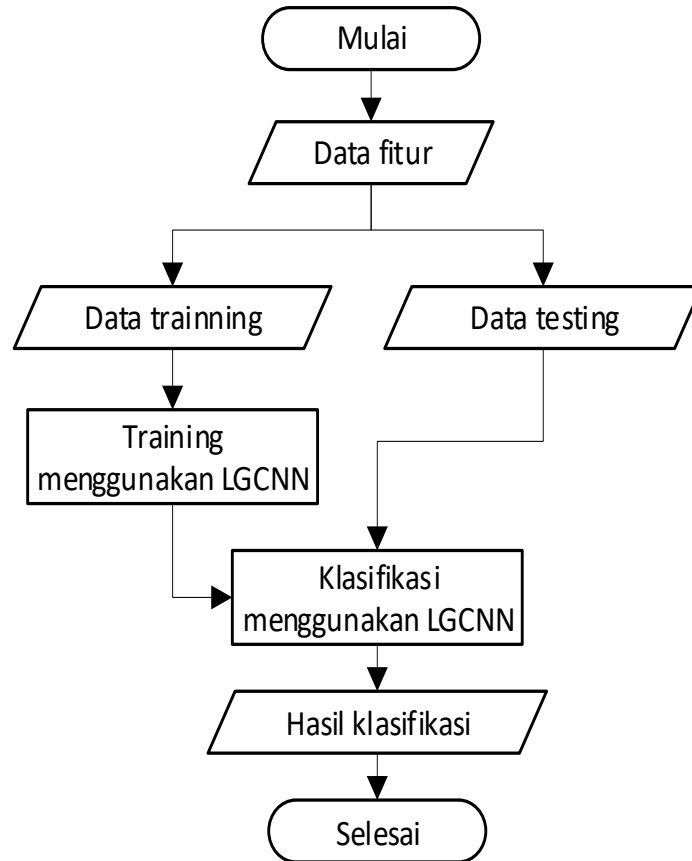 Mulai
Data fitur
Data trainning
Data testing
Training
menggunakan LGCNN
Klasifikasi
menggunakan LGCNN
Hasil klasifikasi
Selesai